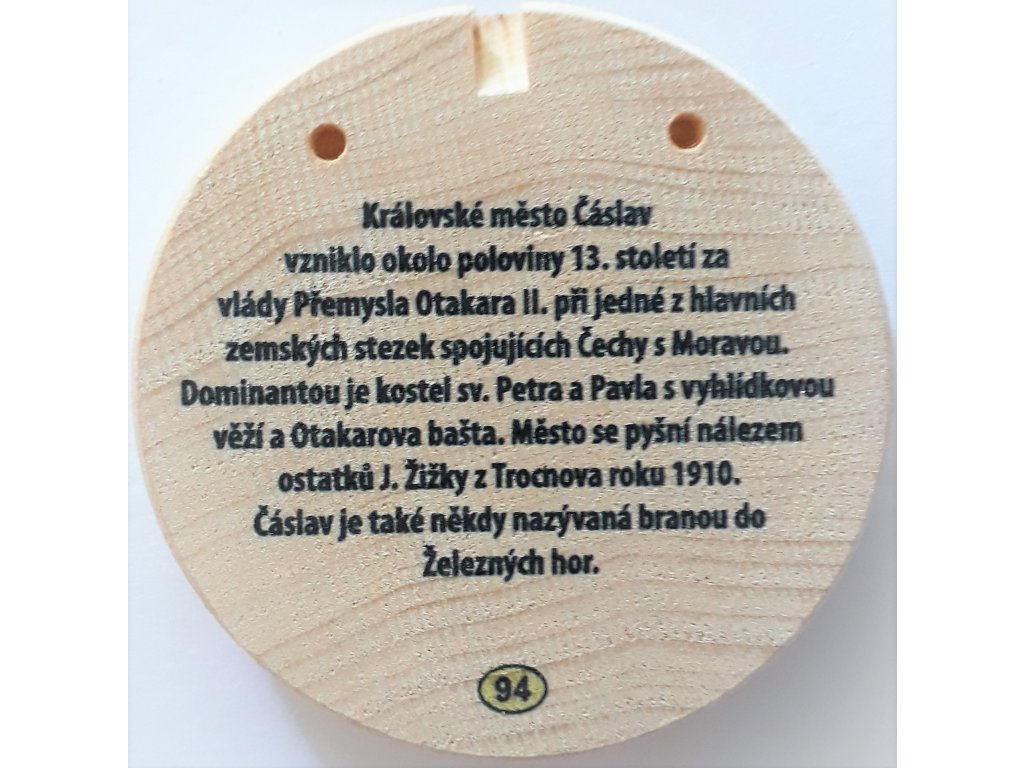 Královské město Čáslav
vzniklo okolo poloviny 13. století za
vlády Přemysla Otakara II. při jedné z hlavních
zemských stezek spojujících Čechy s Moravou.
Dominantou je kostel sv. Petra a Pavla s vyhlídkovou
věží a Otakarova bašta. Město se pyšní nálezem
ostatků J. Žižky z Trocnova roku 1910.
Čáslav je také někdy nazývaná branou do
Železných hor.
94